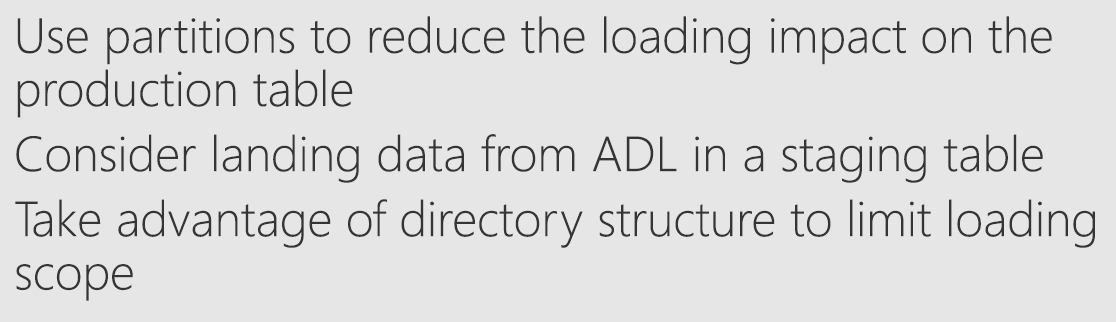 Use partitions to reduce the loading impact on the
production table
Consider landing data from ADL in a staging table
Take advantage of directory structure to limit loading
scope